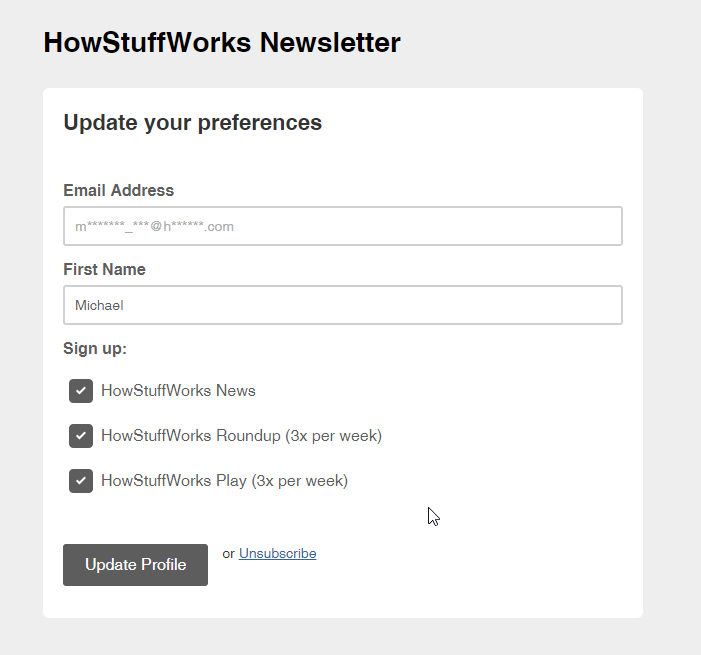 HowStuffWorks Newsletter
Update your preferences
Email Address
m*******_***@h******.com
First Name
Michael
Sign up:
HowStuffWorks News
HowStuffWorks Roundup (3x per week)
HowStuffWorks Play (3x per week)
Update Profile or Unsubscribe